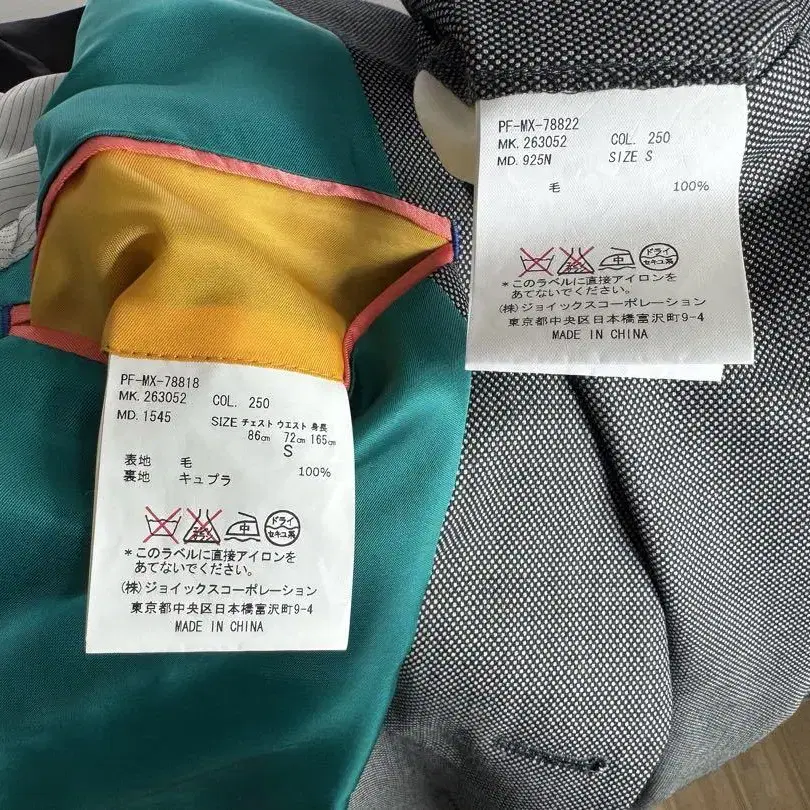 PF-MX-78818
MK. 263052 COL. 250
MD. 1545 SIZE チェスト ウエスト 身長
86cm 72cm 165cm
S
表地 毛 100%
裏地 キュプラ
中
ドライ
セキユ系
*このラベルに直接アイロンを
あてないでください。
(株)ジョイックスコーポレーション
東京都中央区日本橋富沢町9-4
MADE IN CHINA
PF-MX-78822
MK. 263052 COL. 250
MD. 925N SIZE S
毛 100%
中
ドライ
セキユ系
*このラベルに直接アイロンを
あてないでください。
(株)ジョイックスコーポレーション
東京都中央区日本橋富沢町9-4
MADE IN CHINA